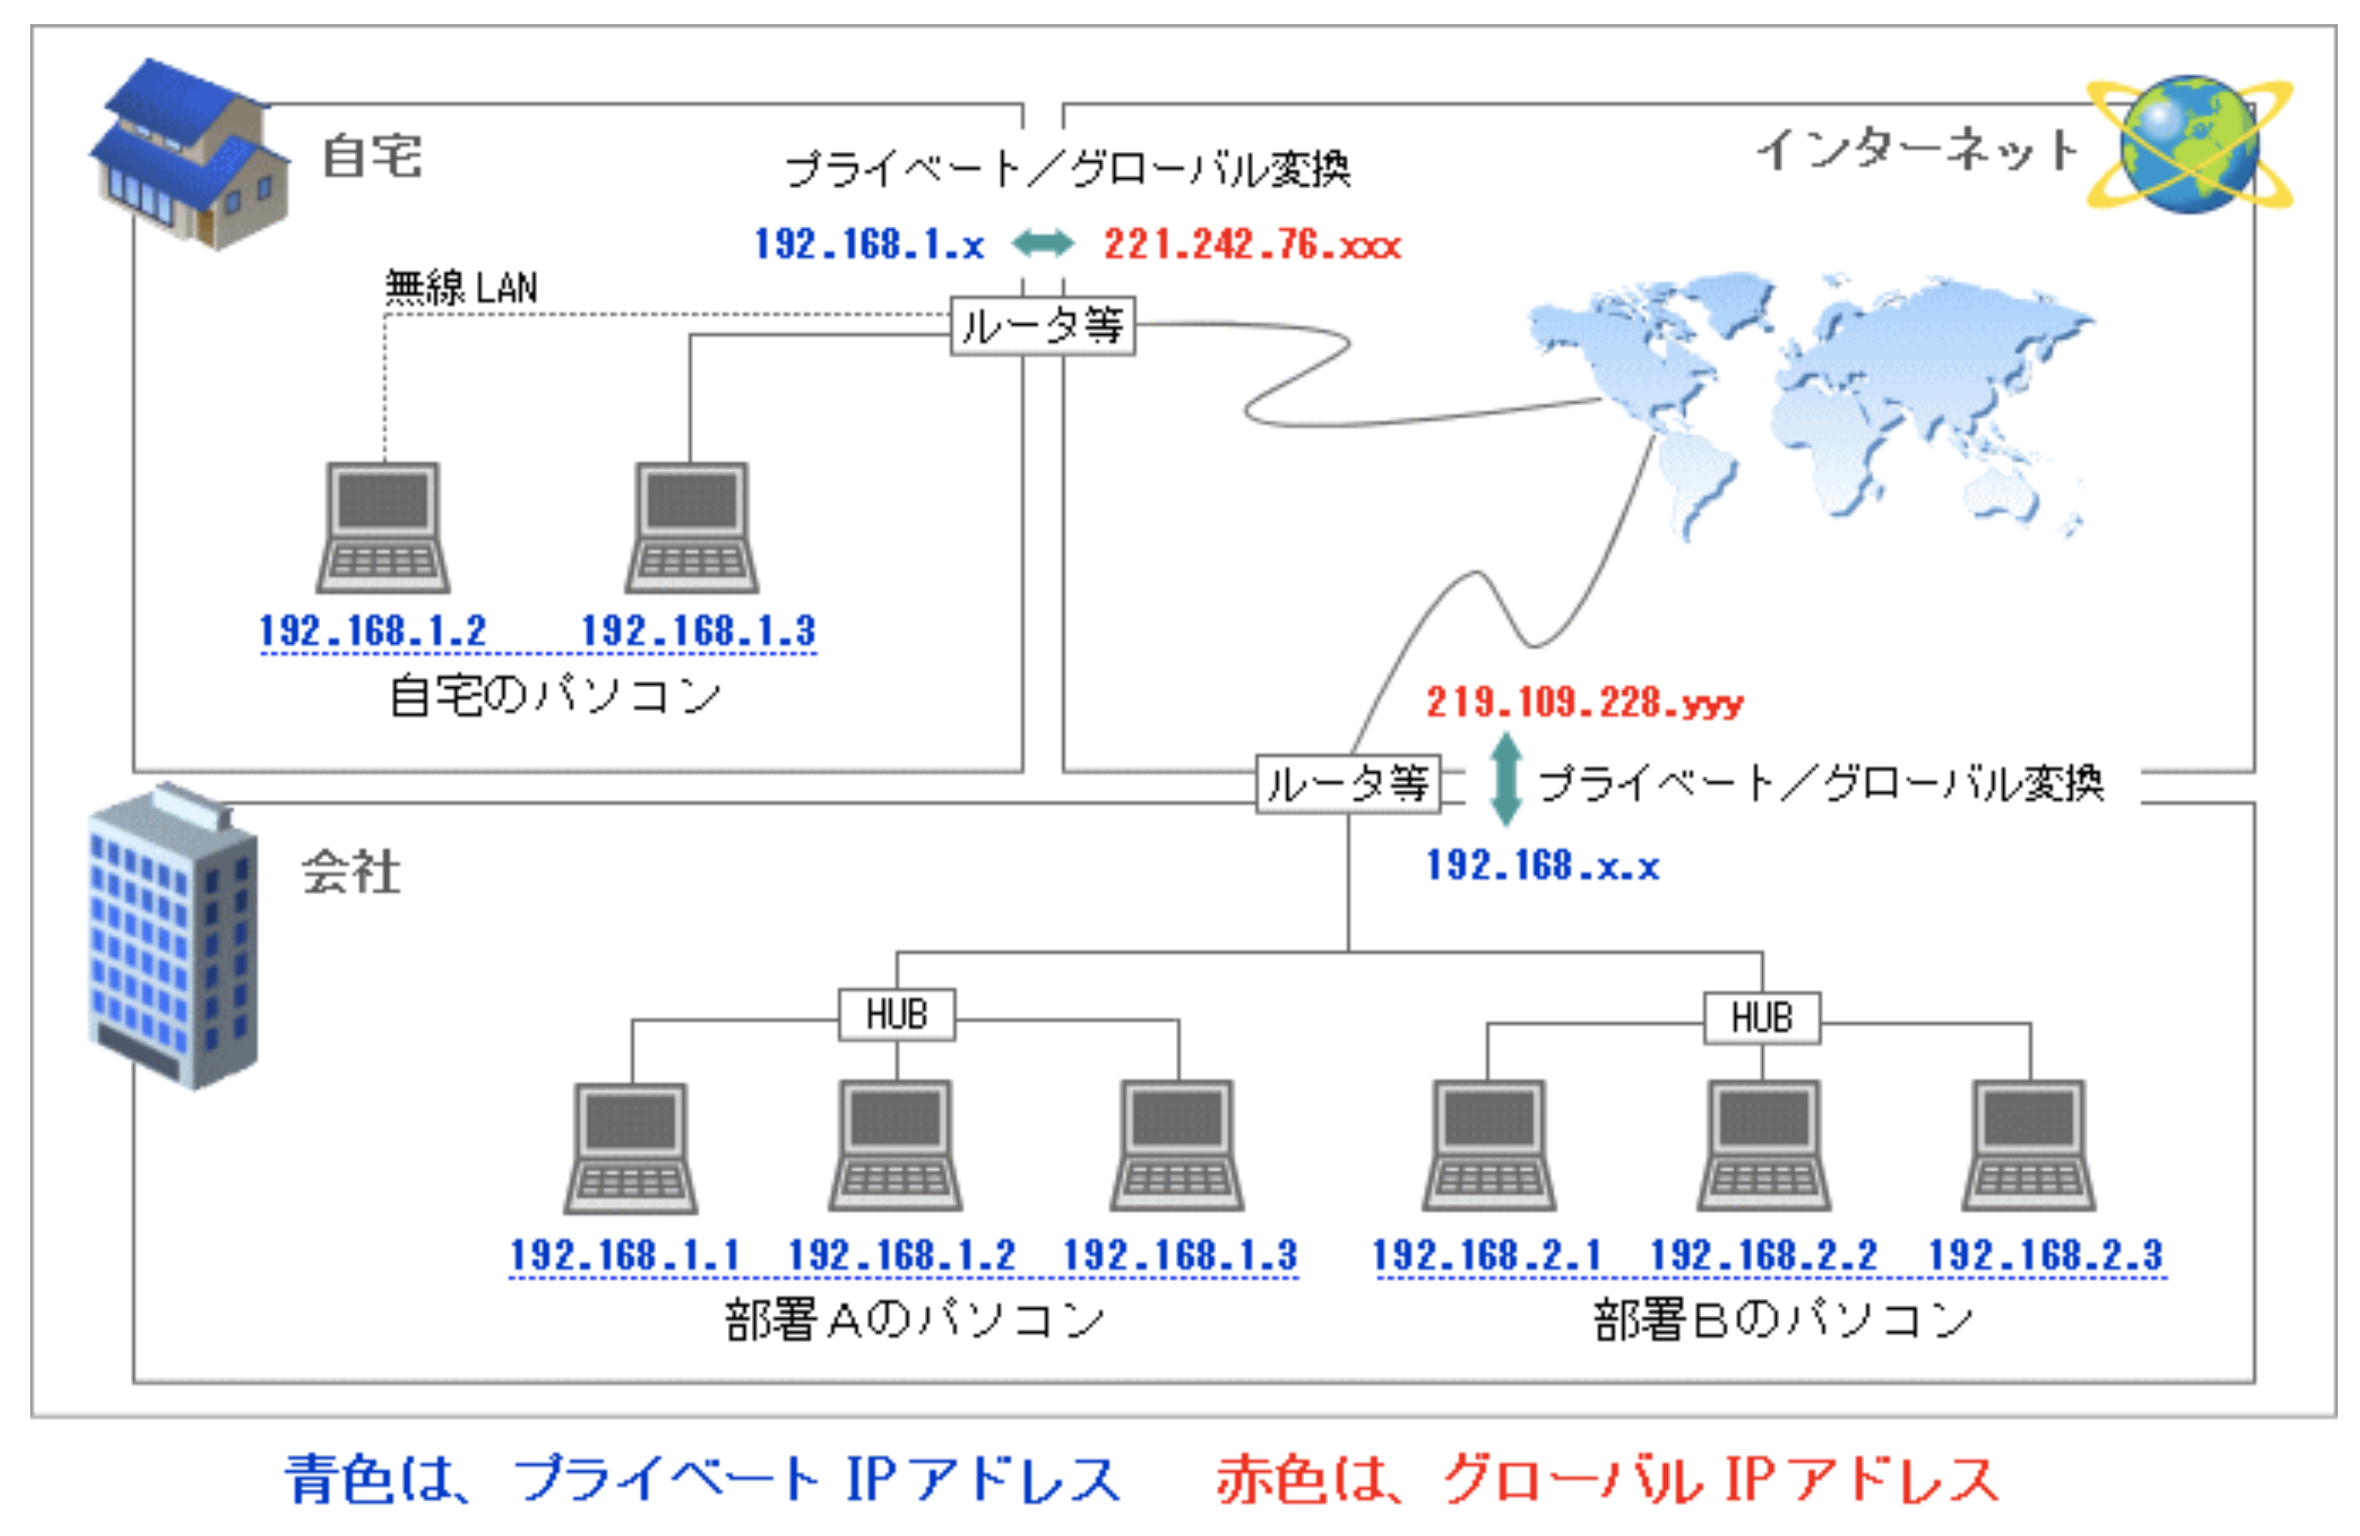 自宅
インターネット
プライベート／グローバル変換
192.168.1.x
221.242.76.xxx
無線 LAN
ルータ等
192.168.1.2
192.168.1.3
自宅のパソコン
219.109.228.yyy
ルータ等
プライベート／グローバル変換
192.168.x.x
会社
HUB
HUB
192.168.1.1 192.168.1.2 192.168.1.3
192.168.2.1 192.168.2.2 192.168.2.3
部署Aのパソコン
部署Bのパソコン
青色は、プライベート IPアドレス
赤色は、グローバル IPアドレス